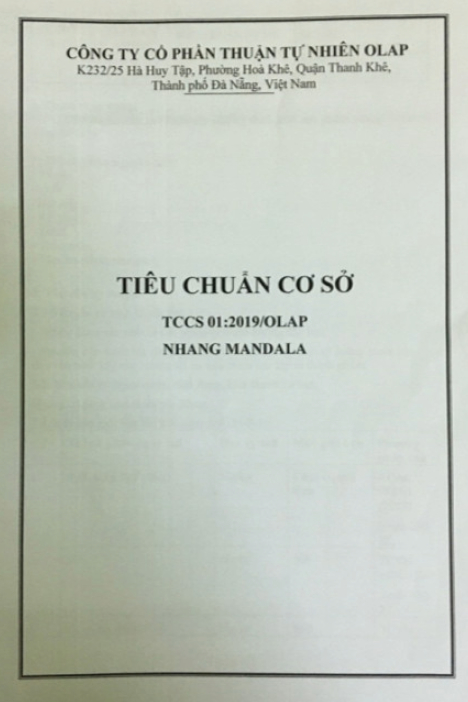 CÔNG TY CỔ PHẦN THUẬN TỰ NHIÊN OLAP
K232/25 Hà Huy Tập, Phường Hoà Khê, Quận Thanh Khê,
Thành phố Đà Nẵng, Việt Nam
TIÊU CHUẨN CƠ SỞ
TCCS 01:2019/OLAP
NHANG MANDALA